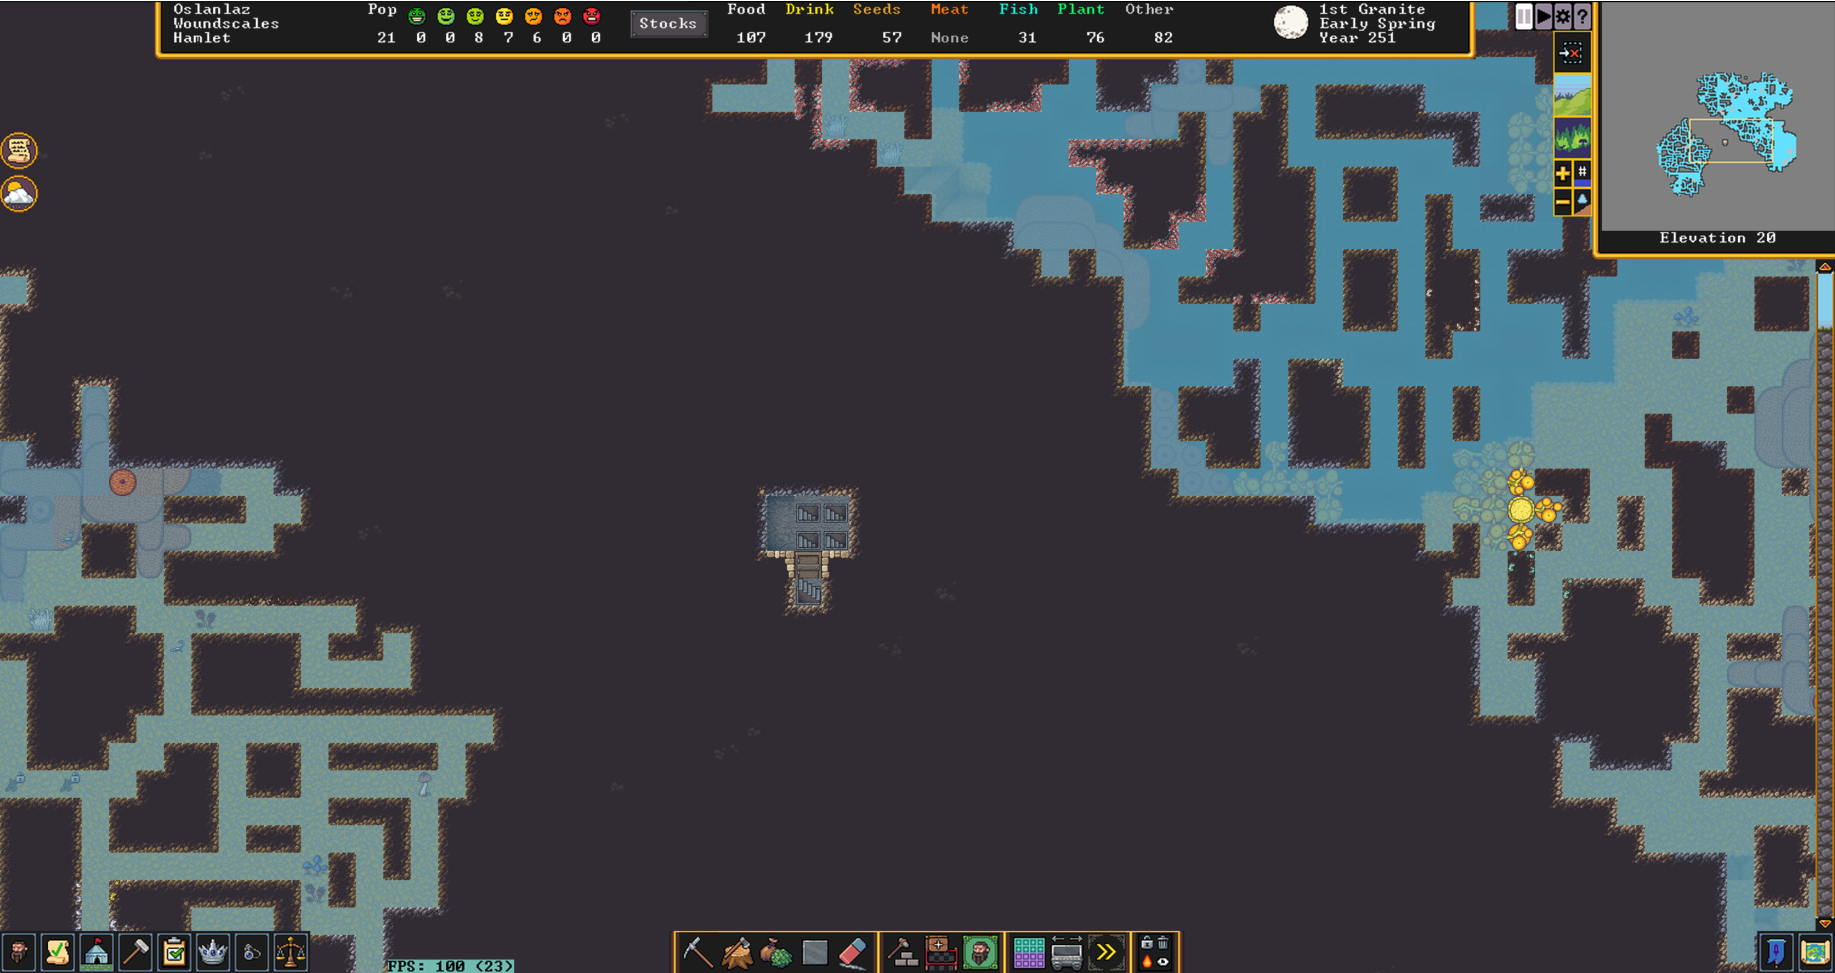 Oslanlaz
Woundscales
Hamlet
Pop
21 0 0 8 7 6 0 0
Stocks
Food Drink Seeds Meat Fish Plant Other
107 179 57 None 31 76 82
1st Granite
Early Spring
Year 251
?
#
Elevation 20
FPS: 100 (23)